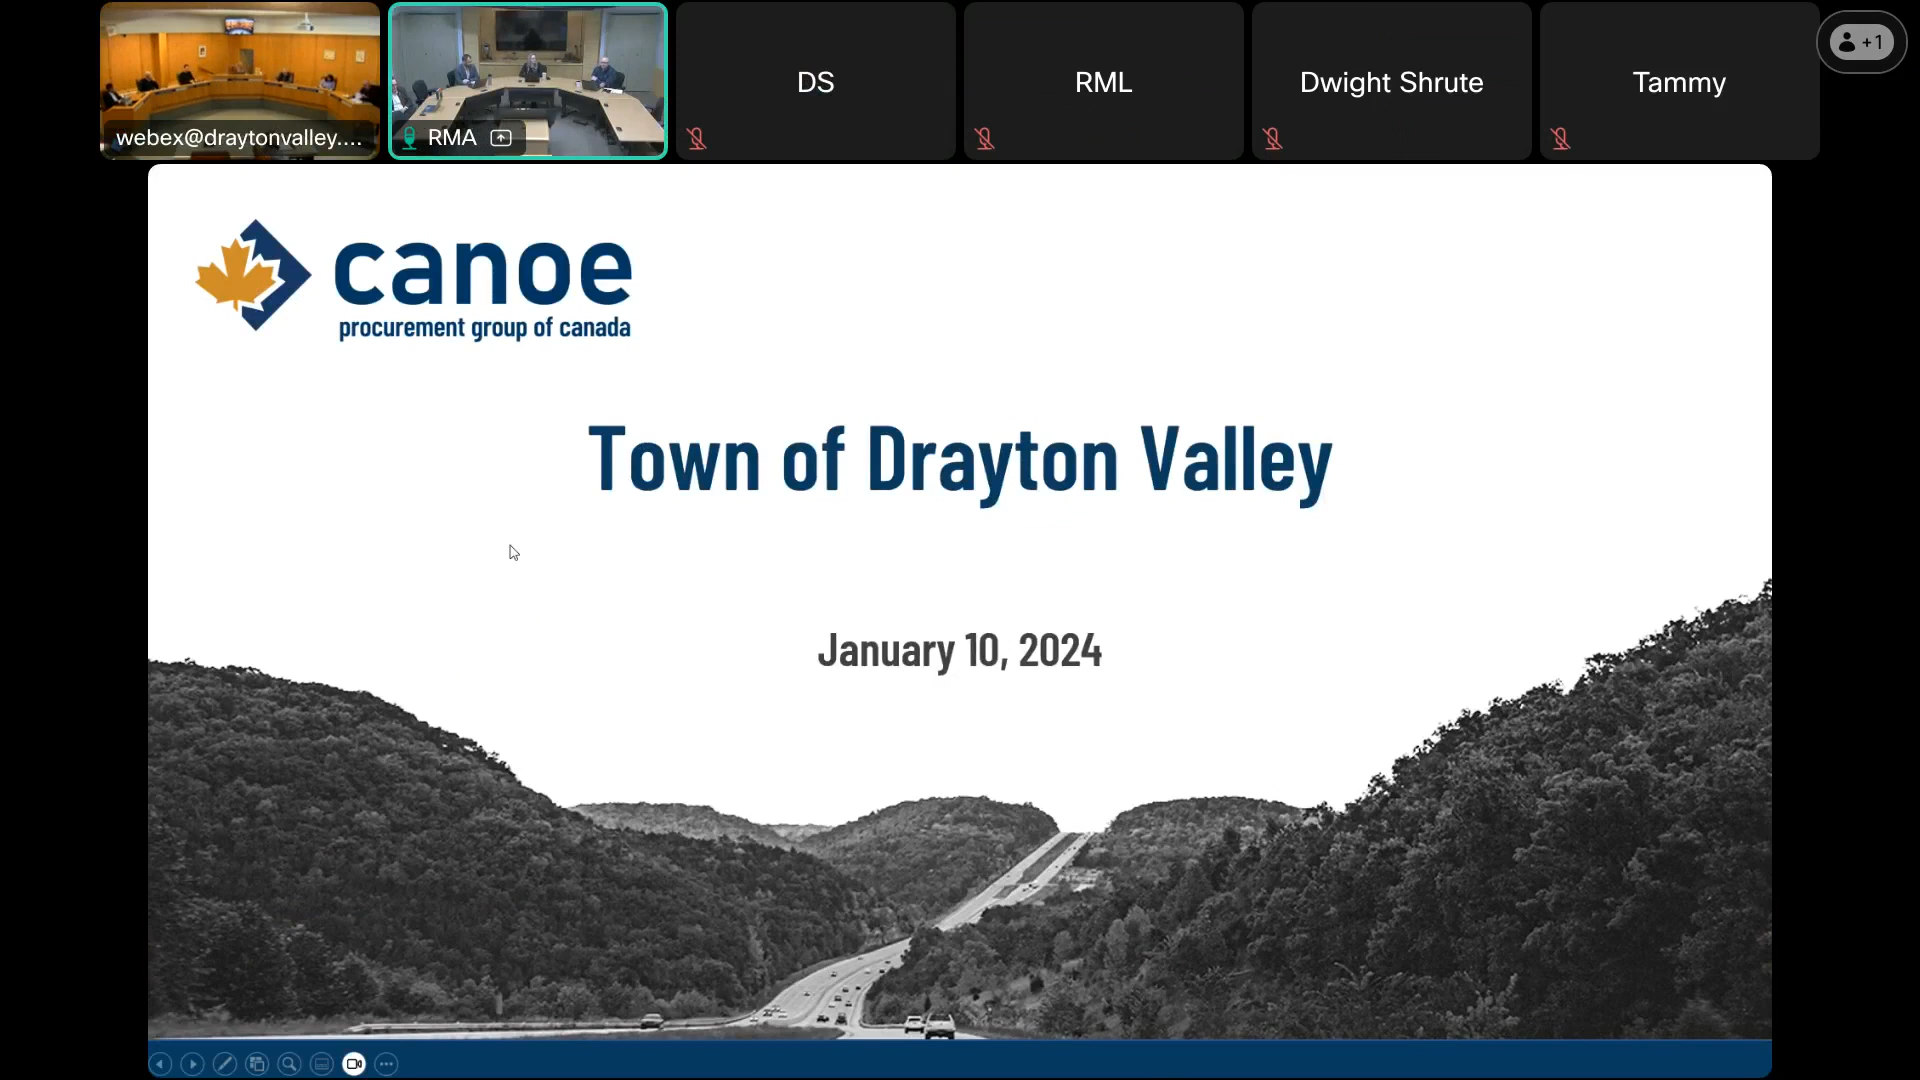 webex@draytonvalley....
RMA
DS
RML
Dwight Shrute
Tammy
+1
canoe
procurement group of canada
Town of Drayton Valley
January 10, 2024